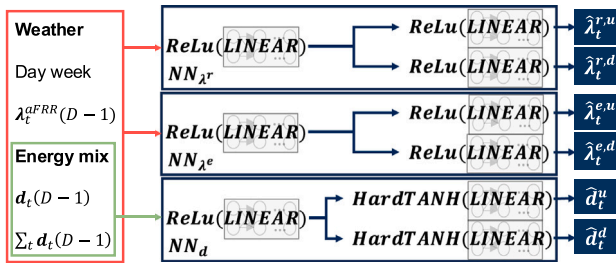 Weather
Day week
λ_t^{aFRR}(D − 1)
Energy mix
d_t(D − 1)
∑_t d_t(D − 1)
ReLu(LINEAR)
NN_{λ^r}
ReLu(LINEAR)
ReLu(LINEAR)
λ̂_t^{r,u}
λ̂_t^{r,d}
ReLu(LINEAR)
NN_{λ^e}
ReLu(LINEAR)
ReLu(LINEAR)
λ̂_t^{e,u}
λ̂_t^{e,d}
ReLu(LINEAR)
NN_d
HardTANH(LINEAR)
HardTANH(LINEAR)
d̂_t^u
d̂_t^d